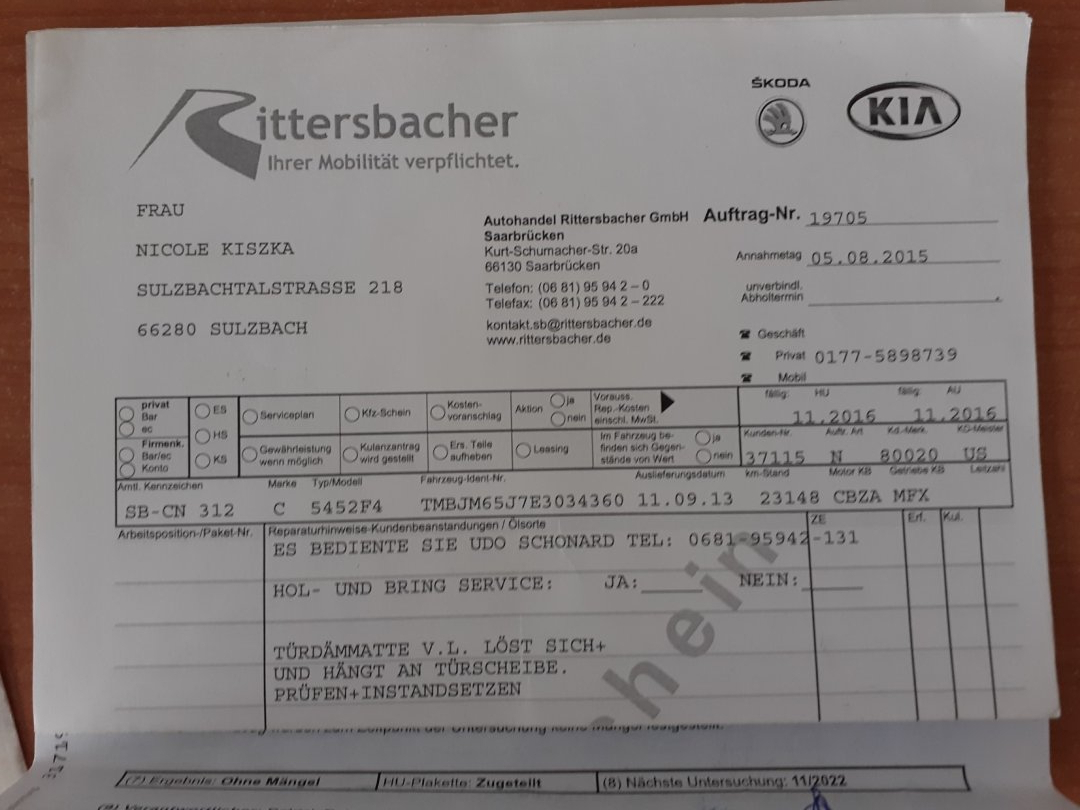 Rittersbacher
Ihrer Mobilität verpflichtet.
ŠKODA
KIA
FRAU
NICOLE KISZKA
SULZBACHTALSTRASSE 218
66280 SULZBACH
Autohandel Rittersbacher GmbH
Saarbrücken
Kurt-Schumacher-Str. 20a
66130 Saarbrücken
Telefon: (06 81) 95 94 2 – 0
Telefax: (06 81) 95 94 2 – 222
kontakt.sb@rittersbacher.de
www.rittersbacher.de
Auftrag-Nr. 19705
Annahmetag 05.08.2015
unverbindl.
Abholtermin
Geschäft
Privat 0177-5898739
Mobil
privat
Bar
ec
Firmenk.
Bar/ec
Konto
ES
HS
KS
Serviceplan
Gewährleistung
wenn möglich
Kfz-Schein
Kulanzantrag
wird gestellt
Kosten-
voranschlag
Ers. Teile
aufheben
Aktion ja
nein
Leasing
Vorauss.
Rep.-Kosten
einschl. MwSt.
Im Fahrzeug be-
finden sich Gegen-
stände von Wert
ja
nein
fällig: HU fällig: AU
11.2016 11.2016
Kunden-Nr. Auftr. Art Kd.-Merk. KD-Meister
37115 N 80020 US
Amtl. Kennzeichen Marke Typ/Modell Fahrzeug-Ident-Nr. Auslieferungsdatum km-Stand Motor KB Getriebe KB Leitzahl
SB-CN 312 C 5452F4 TMBJM65J7E3034360 11.09.13 23148 CBZA MFX
Arbeitsposition-/Paket-Nr. Reparaturhinweise-Kundenbeanstandungen / Ölsorte ZE Erl. Kul.
ES BEDIENTE SIE UDO SCHONARD TEL: 0681-95942-131
HOL- UND BRING SERVICE: JA:____ NEIN:____
TÜRDÄMMATTE V.L. LÖST SICH+
UND HÄNGT AN TÜRSCHEIBE.
PRÜFEN+INSTANDSETZEN
hein
(7) Ergebnis: Ohne Mängel HU-Plakette: Zugeteilt (8) Nächste Untersuchung: 11/2022